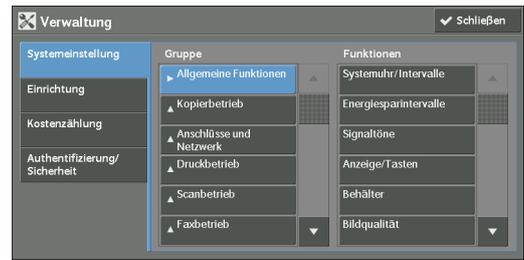 Verwaltung
Schließen
Systemeinstellung
Einrichtung
Kostenzählung
Authentifizierung/
Sicherheit
Gruppe
Allgemeine Funktionen
Kopierbetrieb
Anschlüsse und
Netzwerk
Druckbetrieb
Scanbetrieb
Faxbetrieb
Funktionen
Systemuhr/Intervalle
Energiesparintervalle
Signaltöne
Anzeige/Tasten
Behälter
Bildqualität